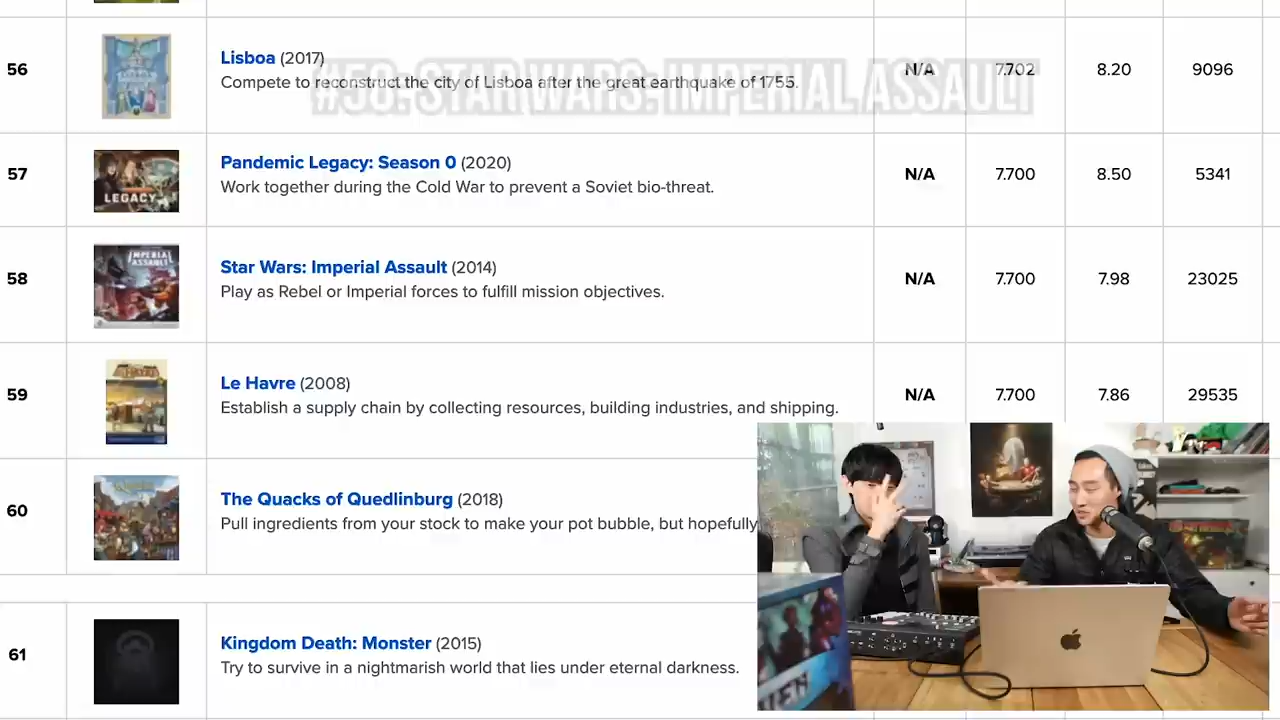 56
Lisboa (2017)
Compete to reconstruct the city of Lisboa after the great earthquake of 1755.
N/A
7.702
8.20
9096
#58: STAR WARS: IMPERIAL ASSAULT
57
LEGACY
Pandemic Legacy: Season 0 (2020)
Work together during the Cold War to prevent a Soviet bio-threat.
N/A
7.700
8.50
5341
58
IMPERIAL
ASSAULT
Star Wars: Imperial Assault (2014)
Play as Rebel or Imperial forces to fulfill mission objectives.
N/A
7.700
7.98
23025
59
Le Havre (2008)
Establish a supply chain by collecting resources, building industries, and shipping.
N/A
7.700
7.86
29535
60
The Quacks of Quedlinburg (2018)
Pull ingredients from your stock to make your pot bubble, but hopefully
61
Kingdom Death: Monster (2015)
Try to survive in a nightmarish world that lies under eternal darkness.